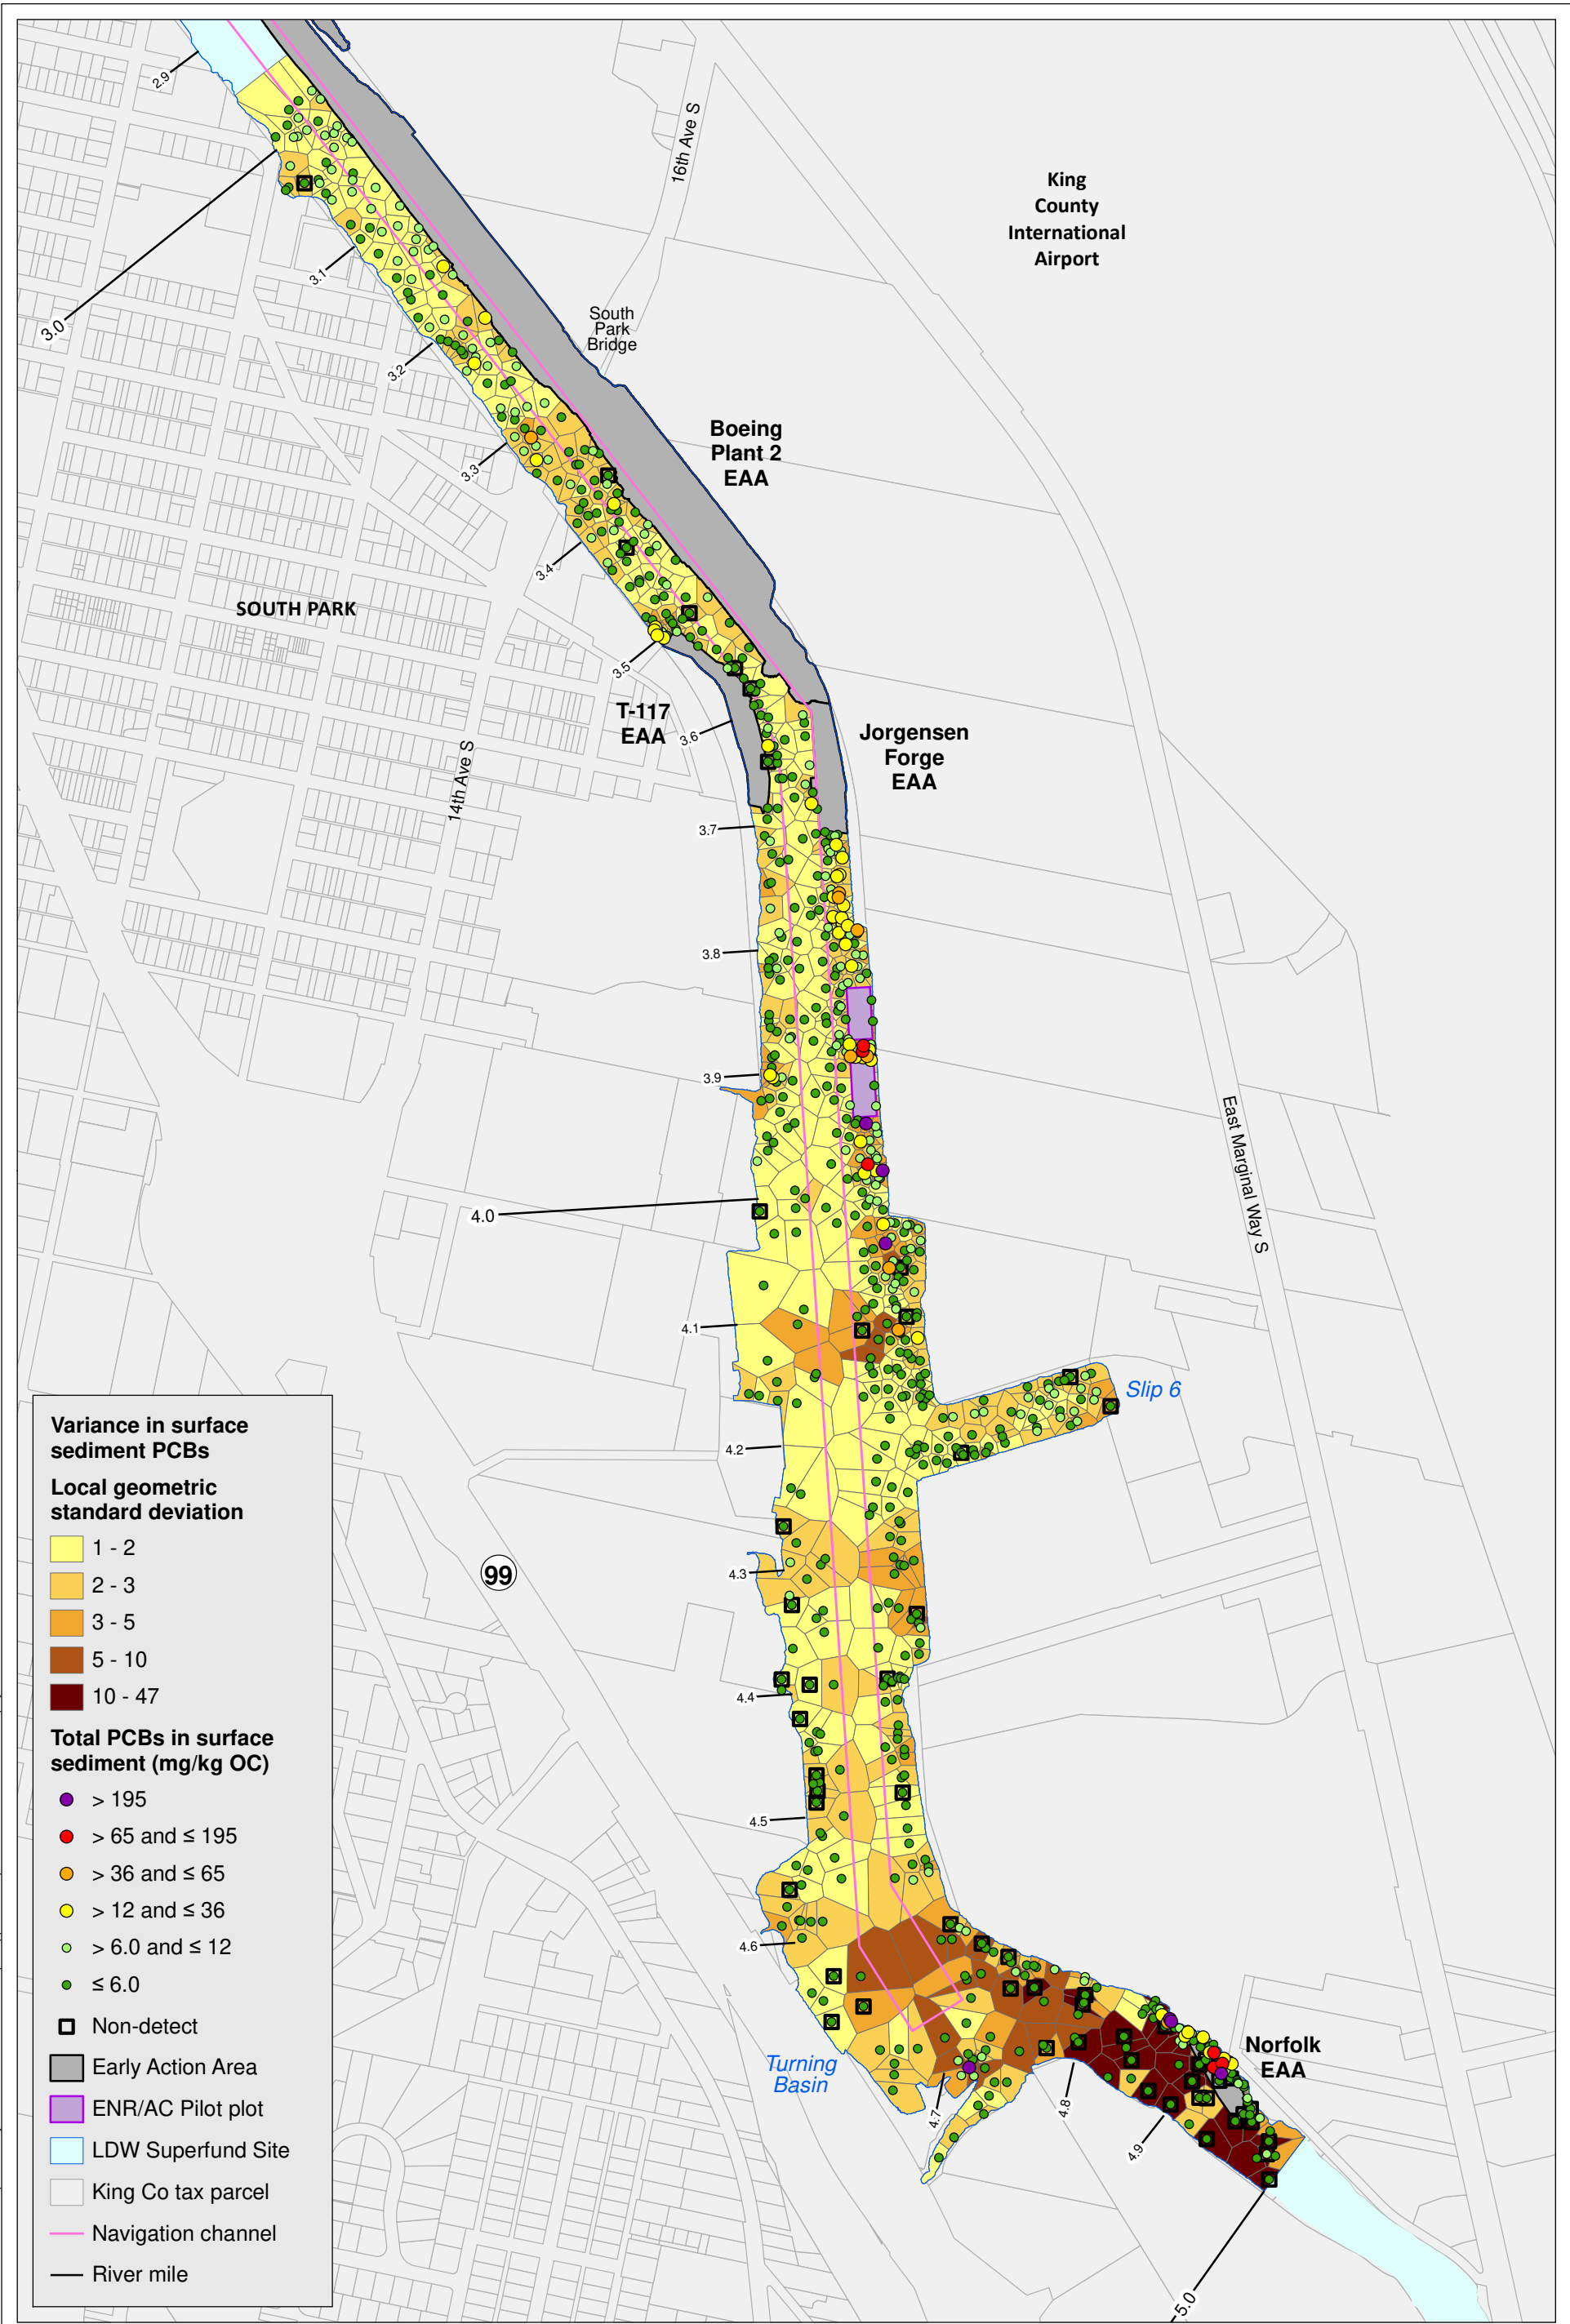 2.9
16th Ave S
King
County
International
Airport
3.1
3.0
South
Park
Bridge
3.2
Boeing
Plant 2
EAA
3.3
3.4
SOUTH PARK
3.5
T-117
EAA
3.6
Jorgensen
Forge
EAA
14th Ave S
3.7
3.8
3.9
East Marginal Way S
4.0
4.1
Slip 6
4.2
99
4.3
4.4
4.5
4.6
Turning
Basin
4.7
4.8
4.9
Norfolk
EAA
5.0
Variance in surface
sediment PCBs
Local geometric
standard deviation
1 - 2
2 - 3
3 - 5
5 - 10
10 - 47
Total PCBs in surface
sediment (mg/kg OC)
> 195
> 65 and ≤ 195
> 36 and ≤ 65
> 12 and ≤ 36
> 6.0 and ≤ 12
≤ 6.0
Non-detect
Early Action Area
ENR/AC Pilot plot
LDW Superfund Site
King Co tax parcel
Navigation channel
River mile